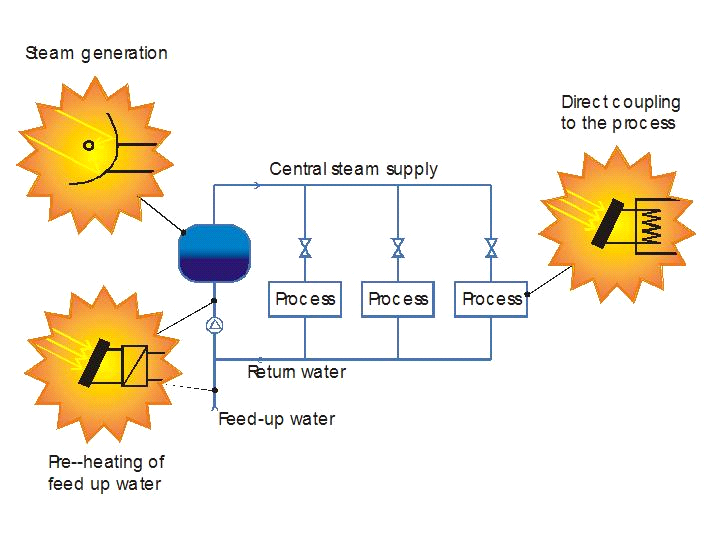 Steam generation
Direct coupling
to the process
Central steam supply
Process
Process
Process
Return water
Feed-up water
Pre--heating of
feed up water